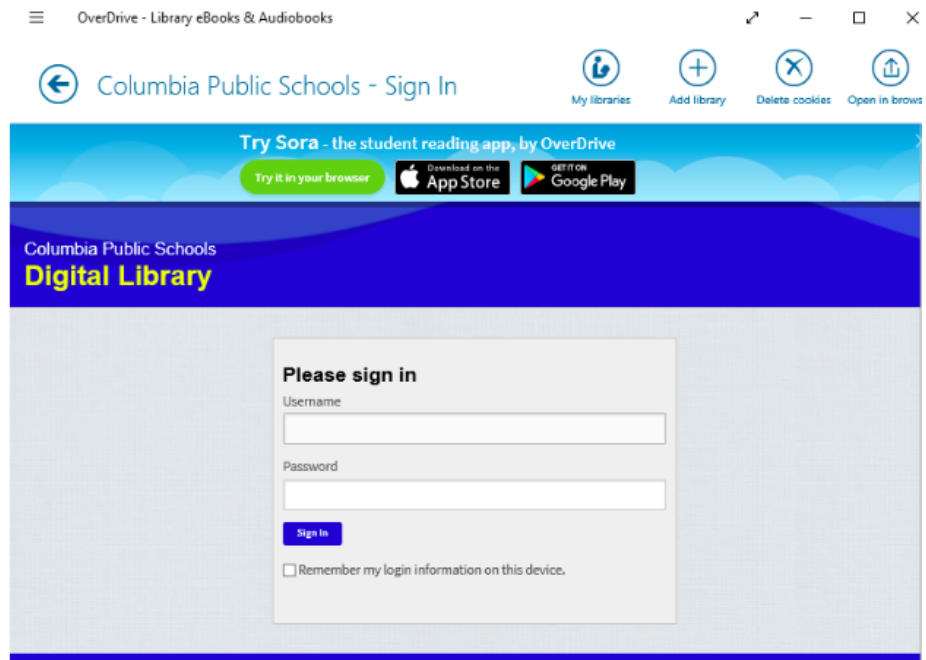 OverDrive - Library eBooks & Audiobooks
Columbia Public Schools - Sign In
My libraries
Add library
Delete cookies
Open in brows
Try Sora - the student reading app, by OverDrive
Try it in your browser
Download on the
App Store
GET IT ON
Google Play
Columbia Public Schools
Digital Library
Please sign in
Username
Password
Sign In
Remember my login information on this device.